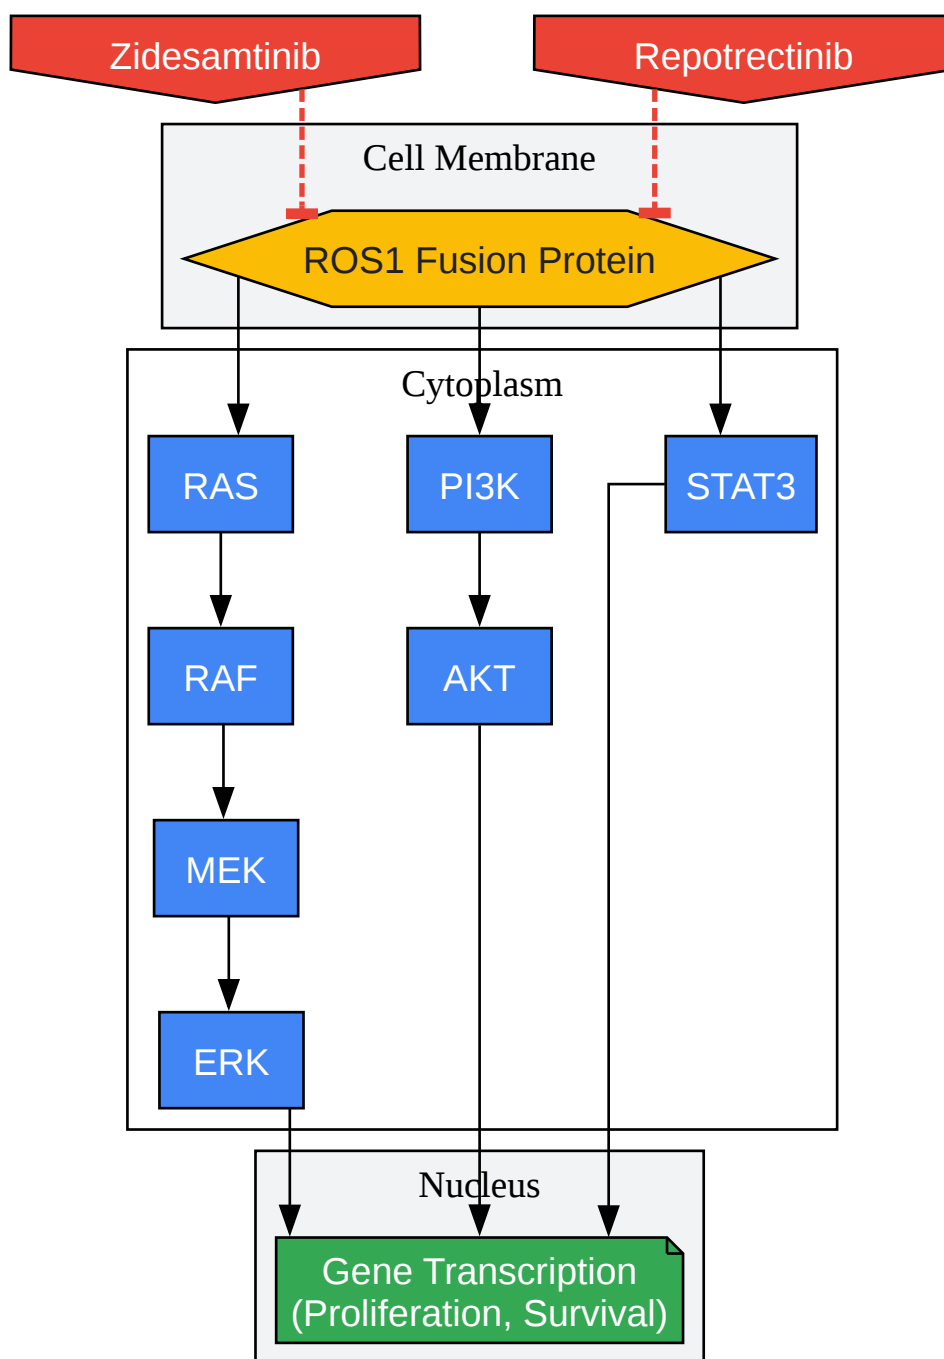 Zidesamtinib
Repotrectinib
Cell Membrane
ROS1 Fusion Protein
Cytoplasm
RAS
PI3K
STAT3
RAF
AKT
MEK
ERK
Nucleus
Gene Transcription
(Proliferation, Survival)